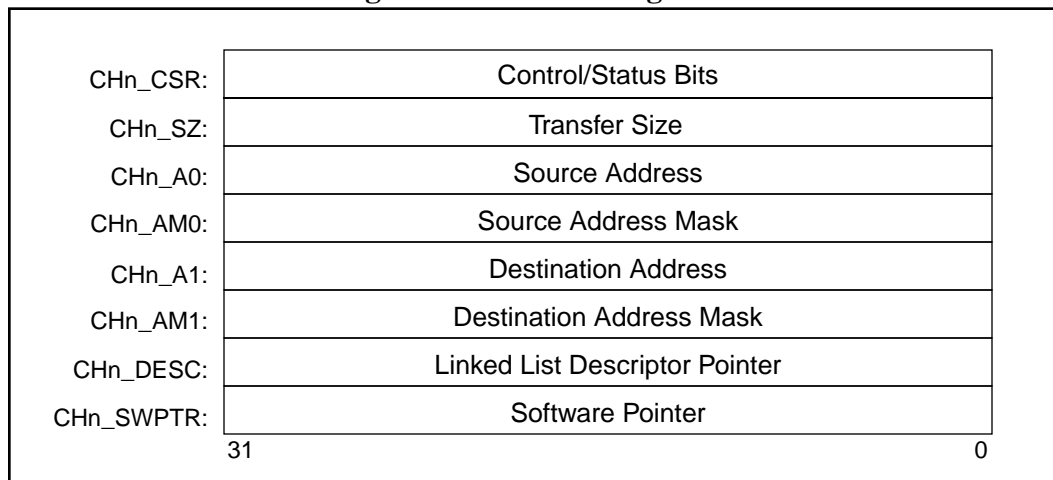 CHn_CSR: Control/Status Bits
CHn_SZ: Transfer Size
CHn_A0: Source Address
CHn_AM0: Source Address Mask
CHn_A1: Destination Address
CHn_AM1: Destination Address Mask
CHn_DESC: Linked List Descriptor Pointer
CHn_SWPTR: Software Pointer
31 0